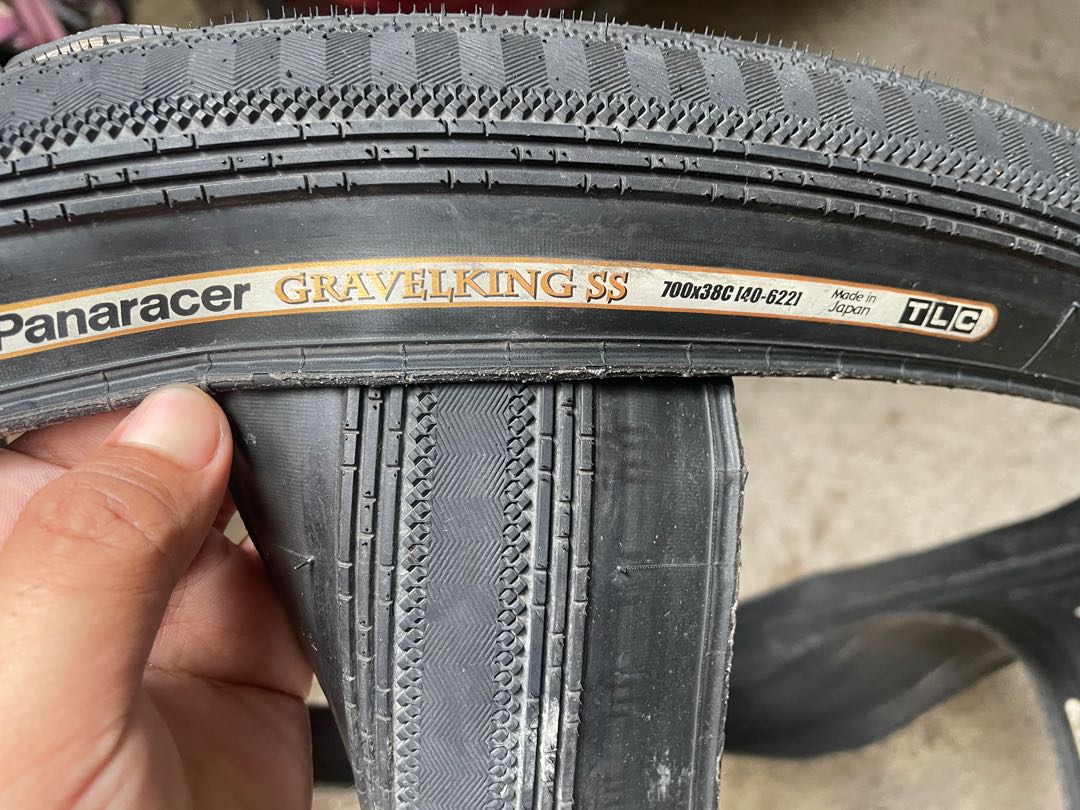 Panaracer GRAVELKING SS 700x38C [40-622] Made in
Japan TLC